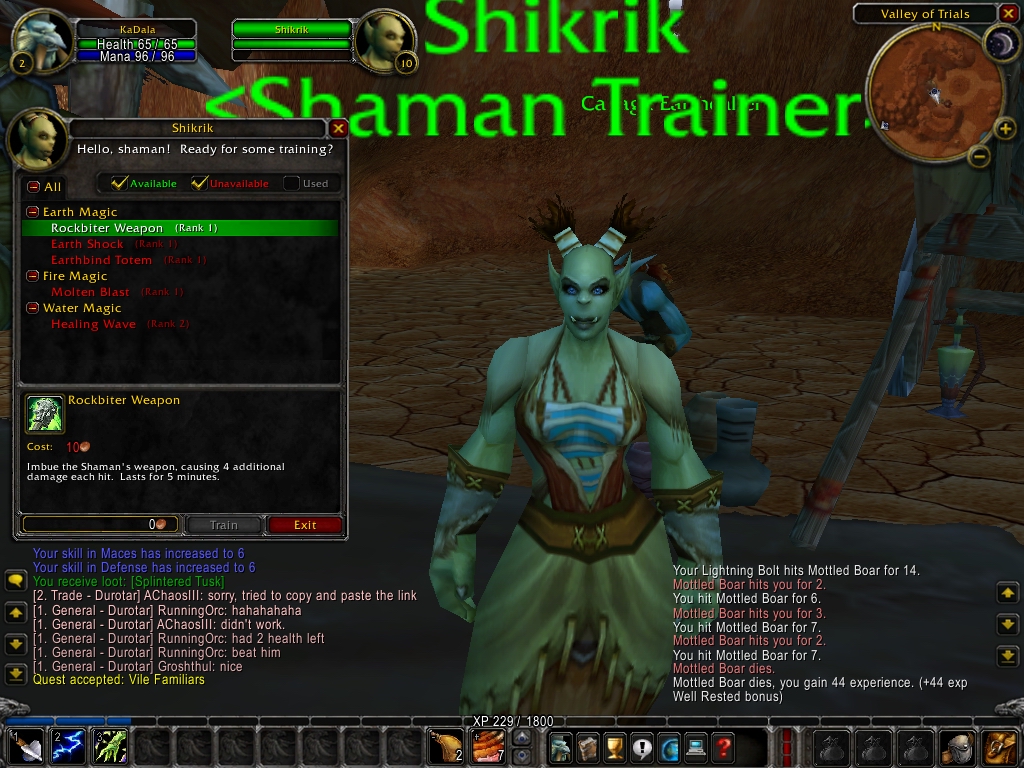 KaDala
Health 65 / 65
Mana 96 / 96
2
Shikrik
10
Shikrik
<Shaman Trainer
Valley of Trials
N
Shikrik
Hello, shaman! Ready for some training?
All
Available
Unavailable
Used
Earth Magic
Rockbiter Weapon (Rank 1)
Earth Shock (Rank 1)
Earthbind Totem (Rank 1)
Fire Magic
Molten Blast (Rank 1)
Water Magic
Healing Wave (Rank 2)
Rockbiter Weapon
Cost: 10
Imbue the Shaman's weapon, causing 4 additional
damage each hit. Lasts for 5 minutes.
0
Train
Exit
Your skill in Maces has increased to 6
Your skill in Defense has increased to 6
You receive loot: [Splintered Tusk]
[2. Trade - Durotar] AChaosIII: sorry, tried to copy and paste the link
[1. General - Durotar] RunningOrc: hahahahaha
[1. General - Durotar] AChaosIII: didn't work.
[1. General - Durotar] RunningOrc: had 2 health left
[1. General - Durotar] RunningOrc: beat him
[1. General - Durotar] Groshthul: nice
Quest accepted: Vile Familiars
Your Lightning Bolt hits Mottled Boar for 14.
Mottled Boar hits you for 2.
You hit Mottled Boar for 6.
Mottled Boar hits you for 3.
You hit Mottled Boar for 7.
Mottled Boar hits you for 2.
You hit Mottled Boar for 7.
Mottled Boar dies.
Mottled Boar dies, you gain 44 experience. (+44 exp
Well Rested bonus)
XP 229 / 1800
1
2
3
2
7